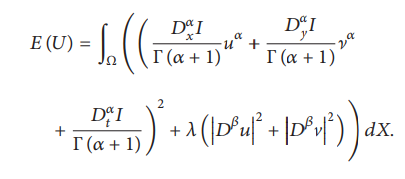 E (U) = ∫_Ω ( ( (D_x^α I / Γ (α + 1)) u^α + (D_y^α I / Γ (α + 1)) ν^α
+ D_t^α I / Γ (α + 1) )^2 + λ (|D^β u|^2 + |D^β ν|^2) ) dX.